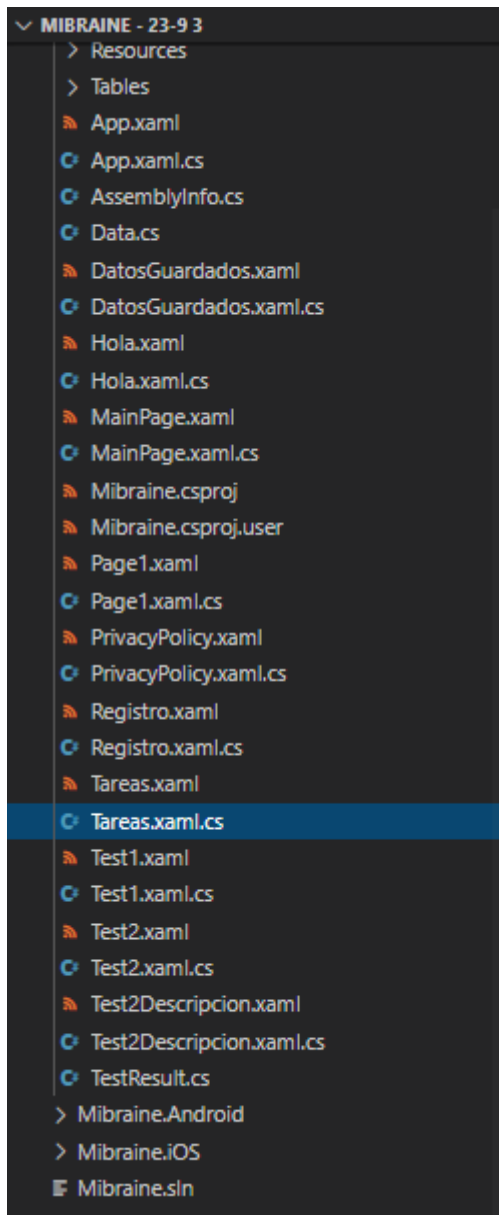 MIBRAINE - 23-9 3
Resources
Tables
App.xaml
App.xaml.cs
AssemblyInfo.cs
Data.cs
DatosGuardados.xaml
DatosGuardados.xaml.cs
Hola.xaml
Hola.xaml.cs
MainPage.xaml
MainPage.xaml.cs
Mibraine.csproj
Mibraine.csproj.user
Page1.xaml
Page1.xaml.cs
PrivacyPolicy.xaml
PrivacyPolicy.xaml.cs
Registro.xaml
Registro.xaml.cs
Tareas.xaml
Tareas.xaml.cs
Test1.xaml
Test1.xaml.cs
Test2.xaml
Test2.xaml.cs
Test2Descripcion.xaml
Test2Descripcion.xaml.cs
TestResult.cs
Mibraine.Android
Mibraine.iOS
Mibraine.sln